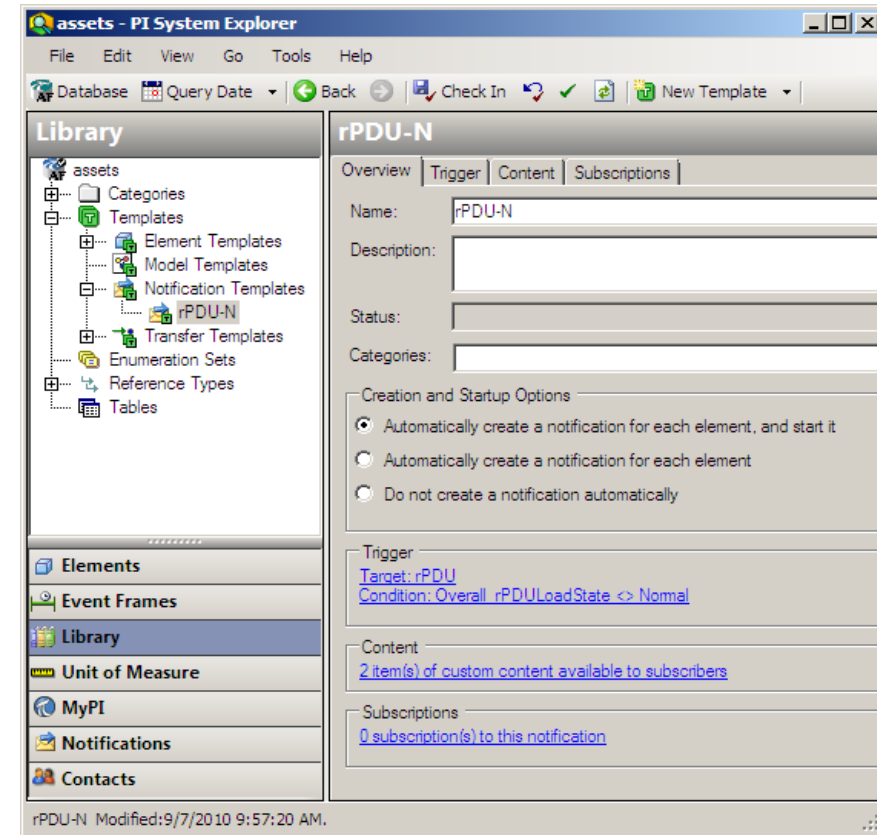 assets - PI System Explorer
File Edit View Go Tools Help
Database Query Date Back Check In New Template
Library
assets
Categories
Templates
Element Templates
Model Templates
Notification Templates
rPDU-N
Transfer Templates
Enumeration Sets
Reference Types
Tables
Elements
Event Frames
Library
Unit of Measure
MyPI
Notifications
Contacts
rPDU-N
Overview Trigger Content Subscriptions
Name: rPDU-N
Description:
Status:
Categories:
Creation and Startup Options
Automatically create a notification for each element, and start it
Automatically create a notification for each element
Do not create a notification automatically
Trigger
Target: rPDU
Condition: Overall_rPDULoadState <> Normal
Content
2 item(s) of custom content available to subscribers
Subscriptions
0 subscription(s) to this notification
rPDU-N Modified:9/7/2010 9:57:20 AM.